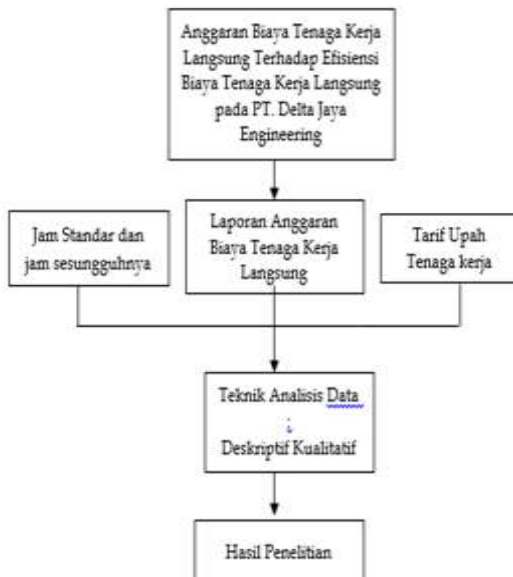 Anggaran Biaya Tenaga Kerja
Langsung Terhadap Efisiensi
Biaya Tenaga Kerja Langsung
pada PT. Delta Jaya
Engineering
Jam Standar dan
jam sesungguhnya
Laporan Anggaran
Biaya Tenaga Kerja
Langsung
Tarif Upah
Tenaga kerja
Teknik Analisis Data
:
Deskriptif Kualitatif
Hasil Penelitian